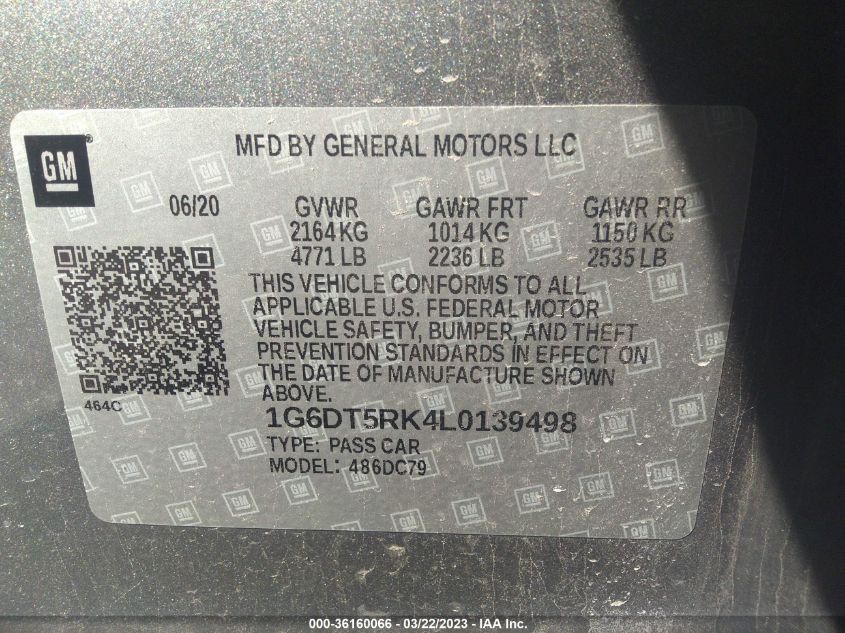 GM
MFD BY GENERAL MOTORS LLC
06/20 GVWR GAWR FRT GAWR RR
2164 KG 1014 KG 1150 KG
4771 LB 2236 LB 2535 LB
THIS VEHICLE CONFORMS TO ALL
APPLICABLE U.S. FEDERAL MOTOR
VEHICLE SAFETY, BUMPER, AND THEFT
PREVENTION STANDARDS IN EFFECT ON
THE DATE OF MANUFACTURE SHOWN
ABOVE.
464C
1G6DT5RK4L0139498
TYPE: PASS CAR
MODEL: 486DC79
000-36160066 - 03/22/2023 - IAA Inc.